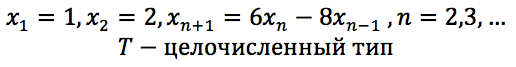 x₁ = 1, x₂ = 2, xₙ₊₁ = 6xₙ − 8xₙ₋₁ , n = 2,3, …
T − целочисленный тип